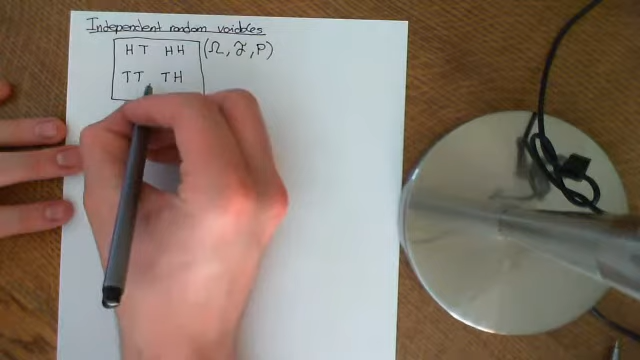 Independent random variables
HT HH (Ω, F, P)
TT TH